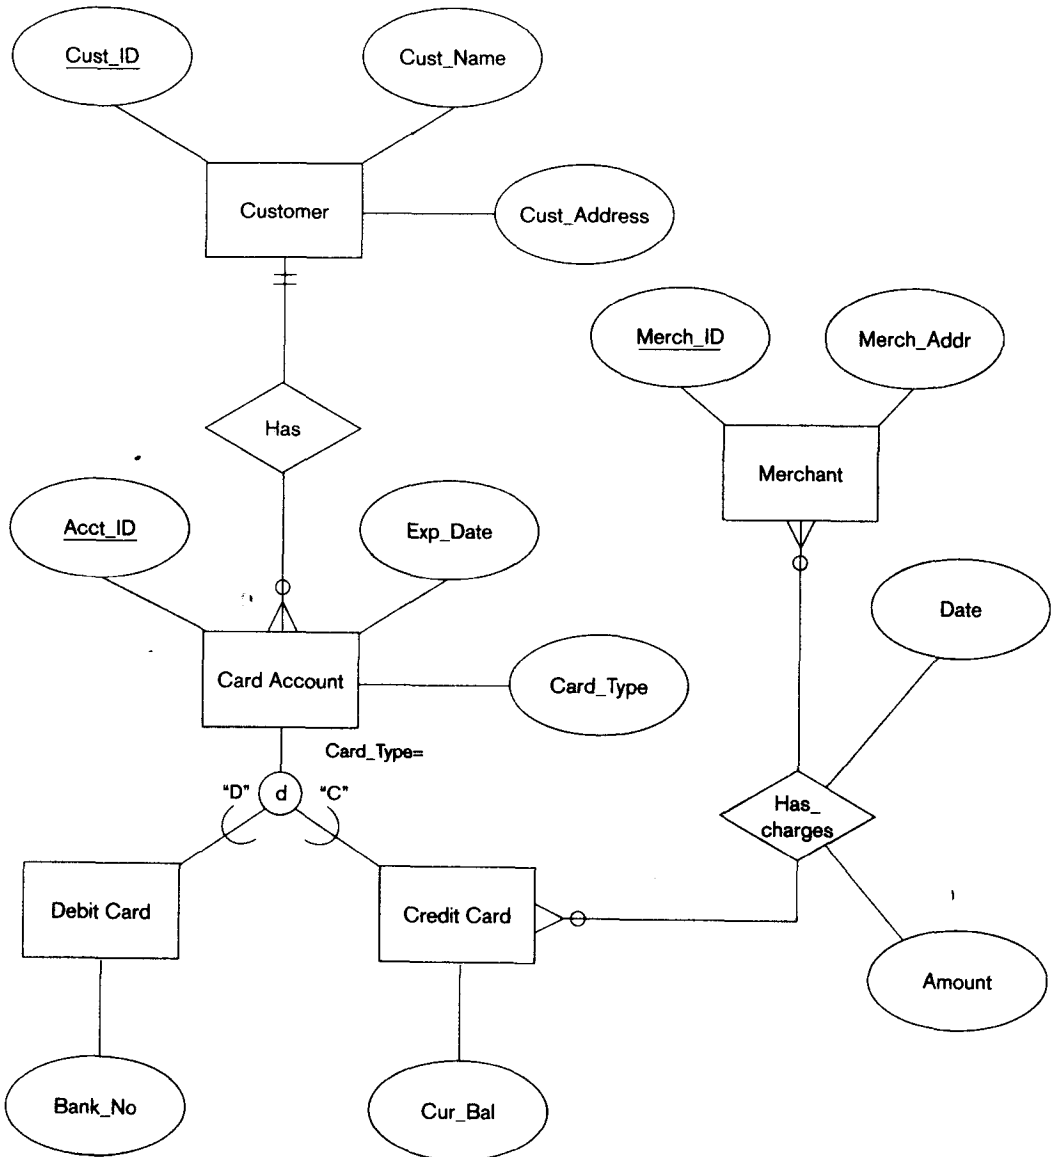 Cust_ID
Cust_Name
Customer
Cust_Address
Merch_ID
Merch_Addr
Has
Merchant
Acct_ID
Exp_Date
Date
Card Account
Card_Type
Card_Type=
"D"
d
"C"
Has_
charges
Debit Card
Credit Card
Amount
Bank_No
Cur_Bal